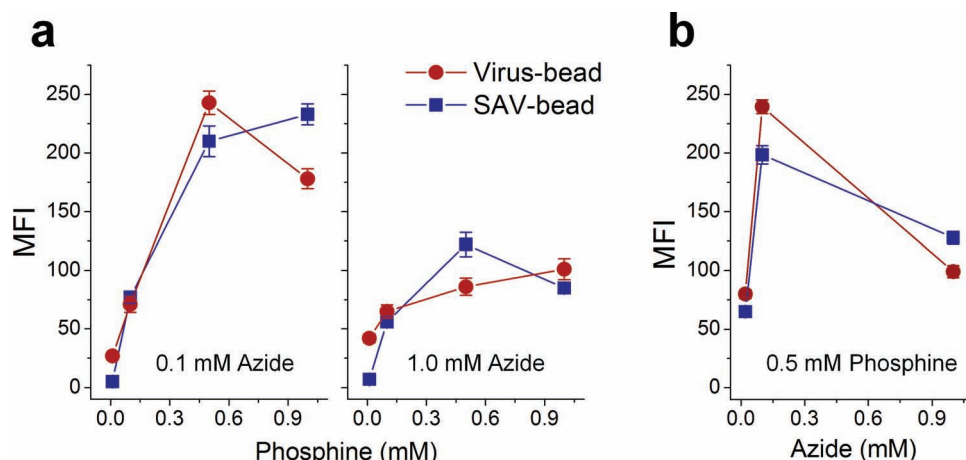 a
b
Virus-bead
SAV-bead
250
200
150
100
50
0
MFI
0.1 mM Azide
1.0 mM Azide
0.0 0.3 0.6 0.9
0.0 0.3 0.6 0.9
Phosphine (mM)
250
200
150
100
50
0
MFI
0.5 mM Phosphine
0.0 0.3 0.6 0.9
Azide (mM)